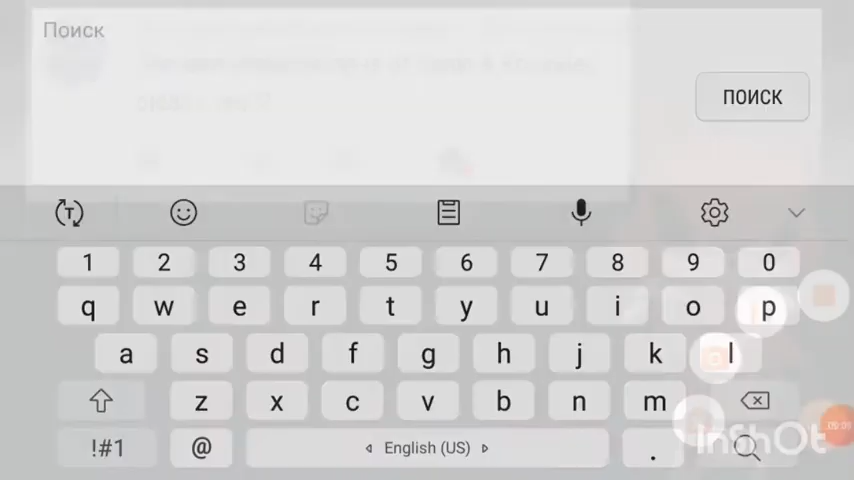 Поиск
ПОИСК
T
1 2 3 4 5 6 7 8 9 0
q w e r t y u i o p
a s d f g h j k l
z x c v b n m
!#1 @ English (US) .
InShOt